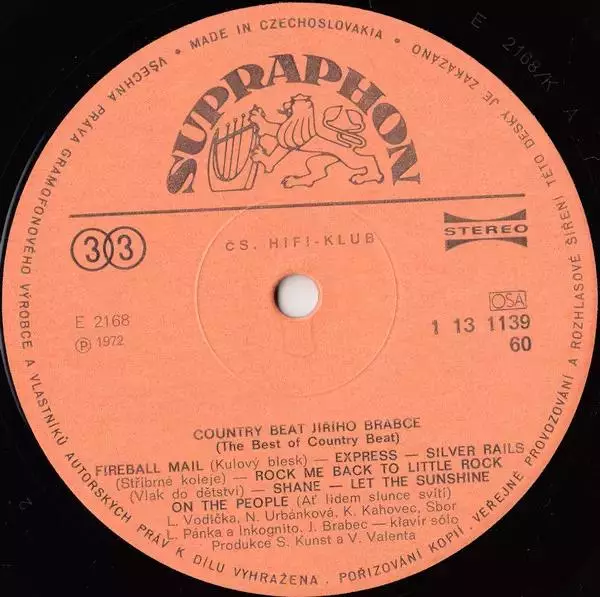 VŠECHNA PRÁVA GRAMOFONOVÉHO VÝROBCE A VLASTNÍKŮ AUTORSKÝCH PRÁV K DÍLU VYHRAŽENA. POŘIZOVÁNÍ KOPIÍ, VEŘEJNÉ PROVOZOVÁNÍ A ROZHLASOVÉ ŠÍŘENÍ TÉTO DESKY JE ZAKÁZÁNO • MADE IN CZECHOSLOVAKIA •
E 2168/K A
SUPRAPHON
33
ČS. HIFI-KLUB
STEREO
E 2168
Ⓟ 1972
OSA
1 13 1139
60
COUNTRY BEAT JIŘÍHO BRABCE
(The Best of Country Beat)
FIREBALL MAIL (Kulový blesk) — EXPRESS — SILVER RAILS
(Stříbrné koleje) — ROCK ME BACK TO LITTLE ROCK
(Vlak do dětství) — SHANE — LET THE SUNSHINE
ON THE PEOPLE (Ať lidem slunce svítí)
L. Vodička, N. Urbánková, K. Kahovec, Sbor
L. Pánka a Inkognito, J. Brabec — klavír sólo
Produkce S. Kunst a V. Valenta